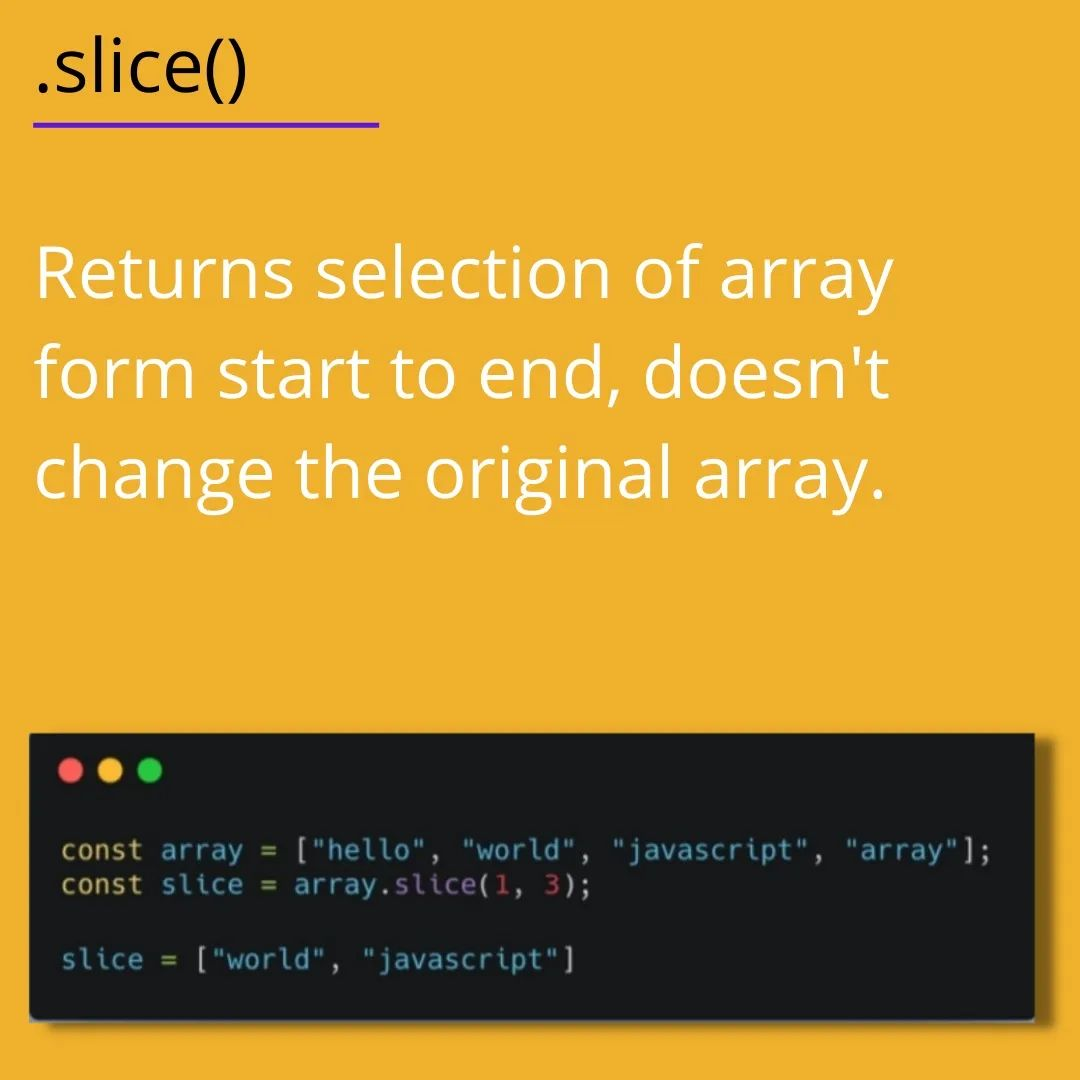 .slice()
Returns selection of array
form start to end, doesn't
change the original array.
const array = ["hello", "world", "javascript", "array"];
const slice = array.slice(1, 3);
slice = ["world", "javascript"]